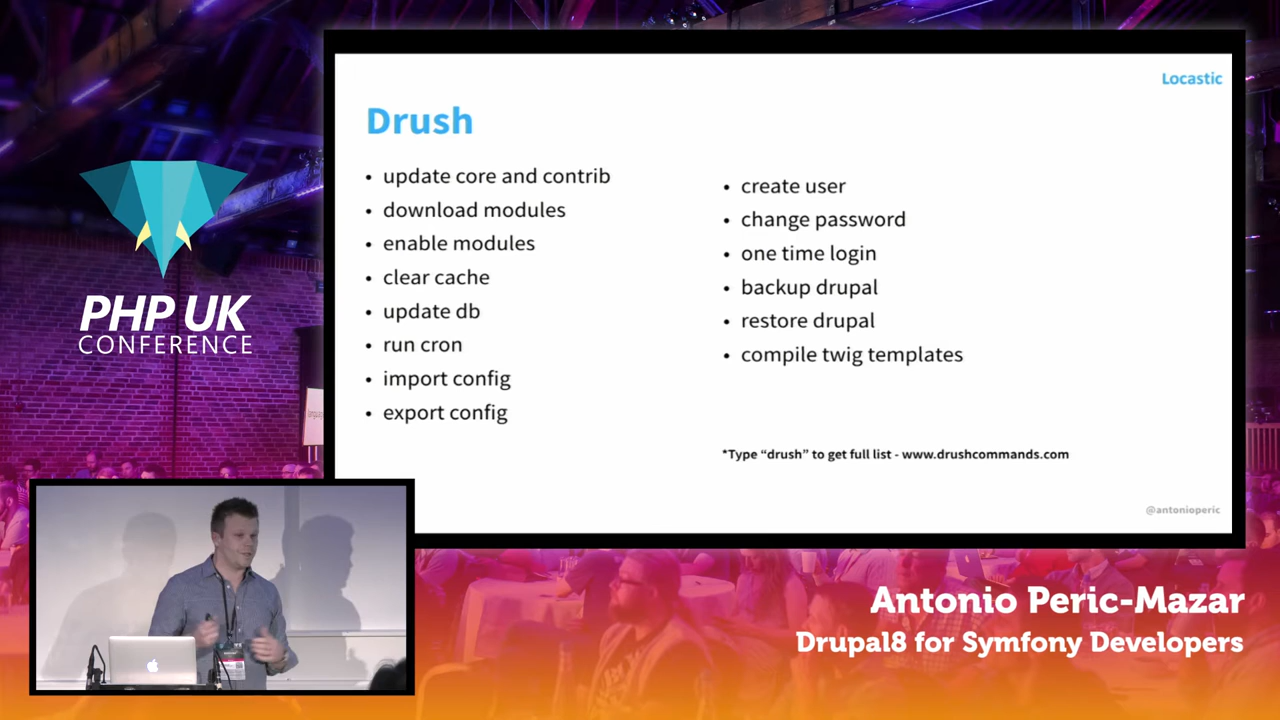 Locastic
Drush
• update core and contrib
• download modules
• enable modules
• clear cache
• update db
• run cron
• import config
• export config
• create user
• change password
• one time login
• backup drupal
• restore drupal
• compile twig templates
*Type “drush” to get full list - www.drushcommands.com
@antonioperic
PHP UK
CONFERENCE
Antonio Peric-Mazar
Drupal8 for Symfony Developers